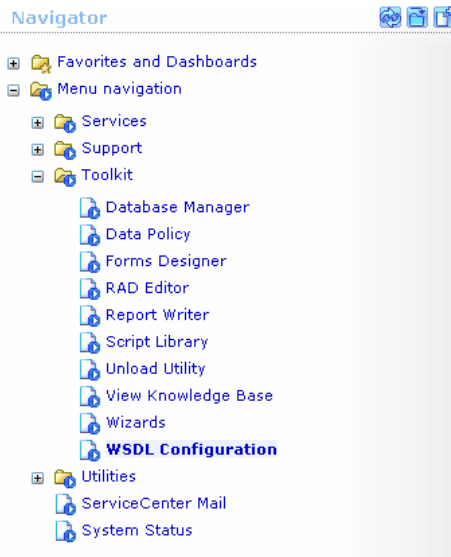 Navigator
Favorites and Dashboards
Menu navigation
Services
Support
Toolkit
Database Manager
Data Policy
Forms Designer
RAD Editor
Report Writer
Script Library
Unload Utility
View Knowledge Base
Wizards
WSDL Configuration
Utilities
ServiceCenter Mail
System Status